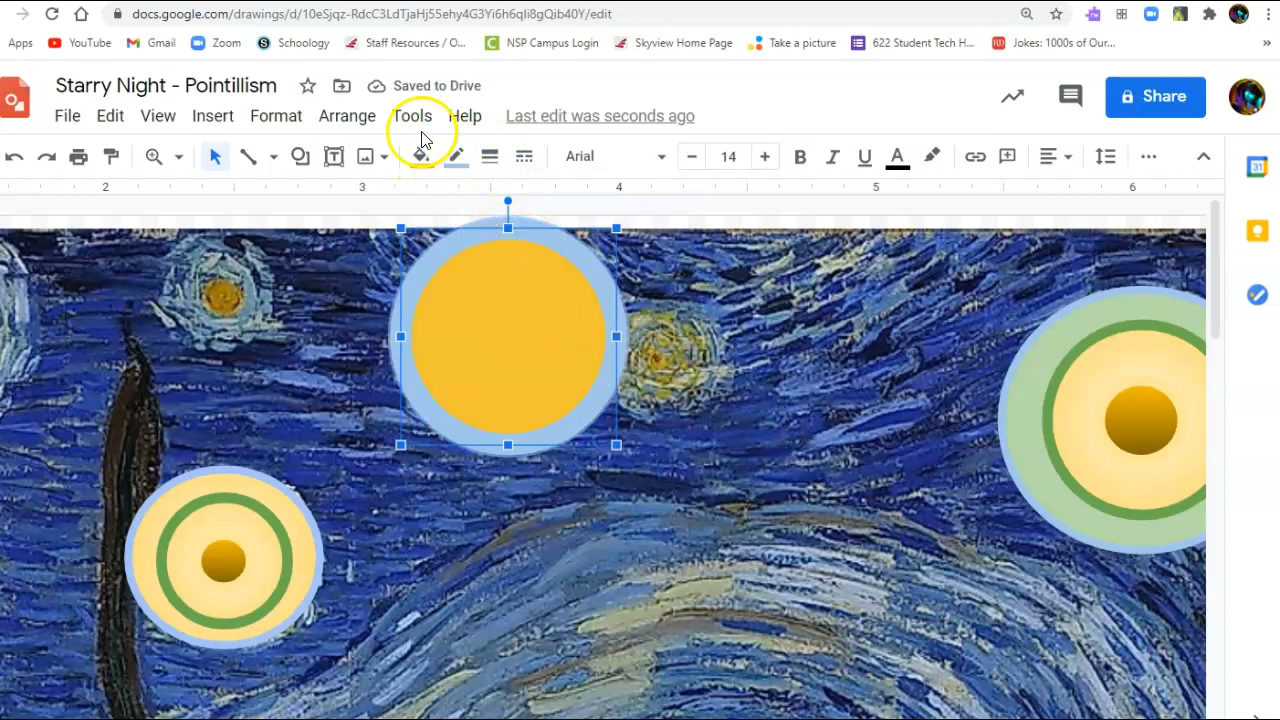 docs.google.com/drawings/d/10eSjqz-RdcC3LdTjaHj55ehy4G3Yi6h6qli8gQib40Y/edit
Apps YouTube Gmail Zoom Schoology Staff Resources / O... NSP Campus Login Skyview Home Page Take a picture 622 Student Tech H... Jokes: 1000s of Our... »
Starry Night - Pointillism Saved to Drive
Share
File Edit View Insert Format Arrange Tools Help Last edit was seconds ago
Arial 14 B I U A
31
2 3 4 5 6